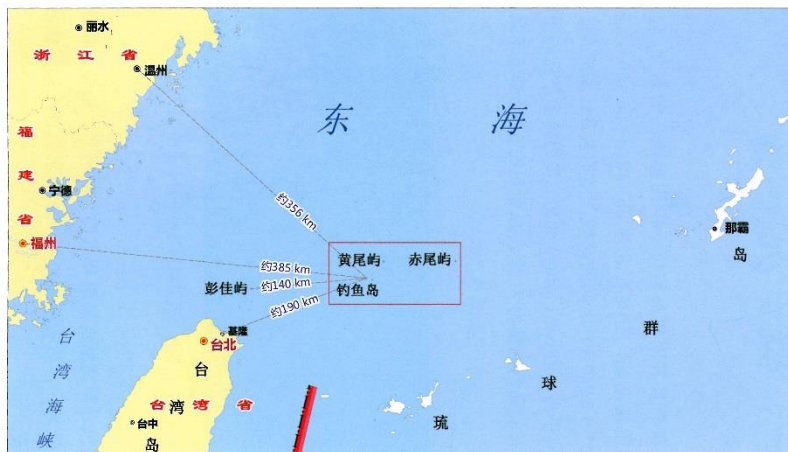 丽水
浙江省
温州
东海
福建省
宁德
约356 km
那霸
福州
黄尾屿
赤尾屿
约385 km
彭佳屿
约140 km
钓鱼岛
约190 km
岛
群
球
琉
基隆
台北
台湾海峡
台湾岛
台湾省
台中